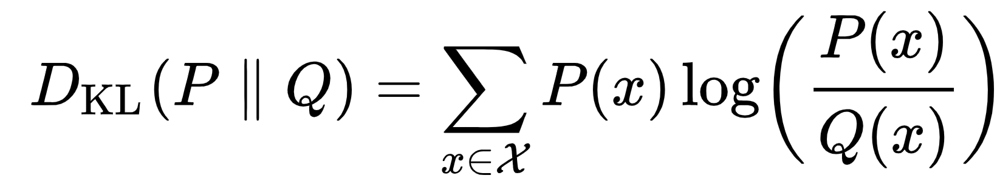 D_KL(P ∥ Q) = ∑_{x∈𝒳} P(x) log(P(x)/Q(x))